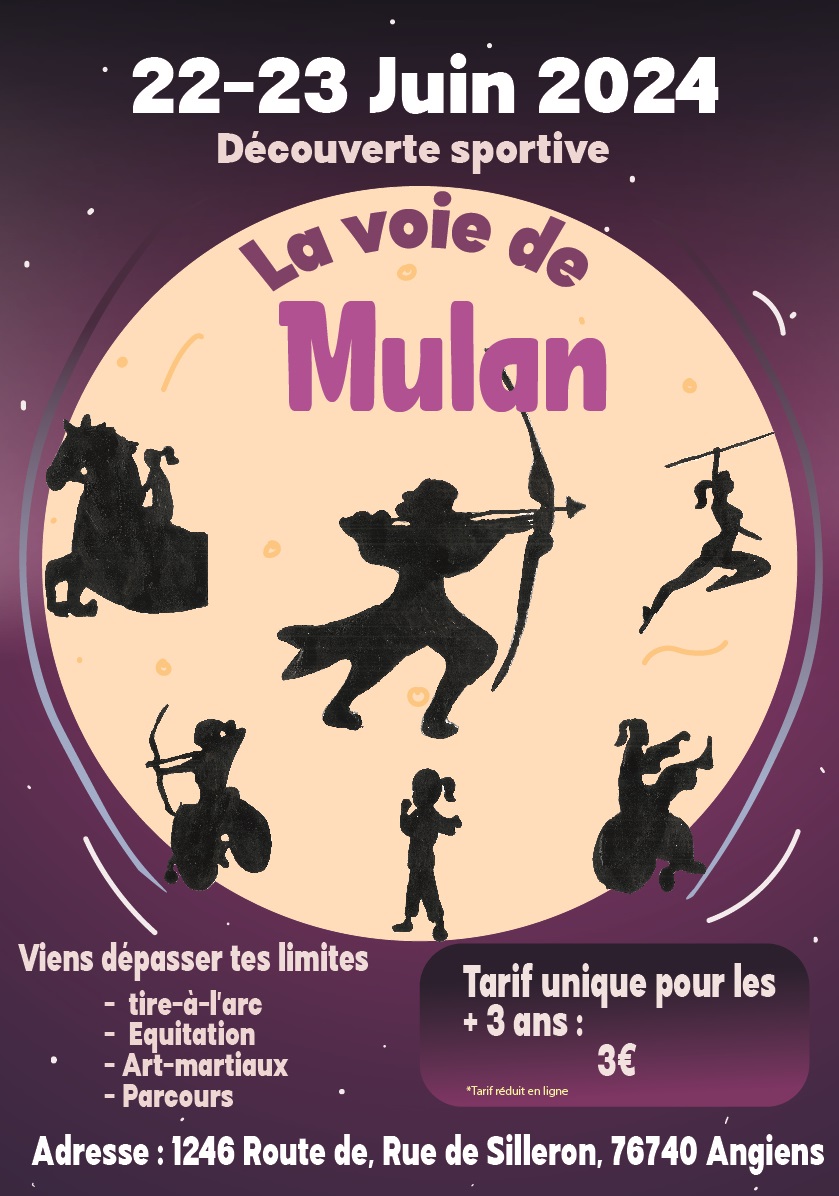 22-23 Juin 2024
Découverte sportive
La voie de
Mulan
Viens dépasser tes limites
- tire-à-l'arc
- Equitation
- Art-martiaux
- Parcours
Tarif unique pour les
+ 3 ans :
3€
*Tarif réduit en ligne
Adresse : 1246 Route de, Rue de Silleron, 76740 Angiens